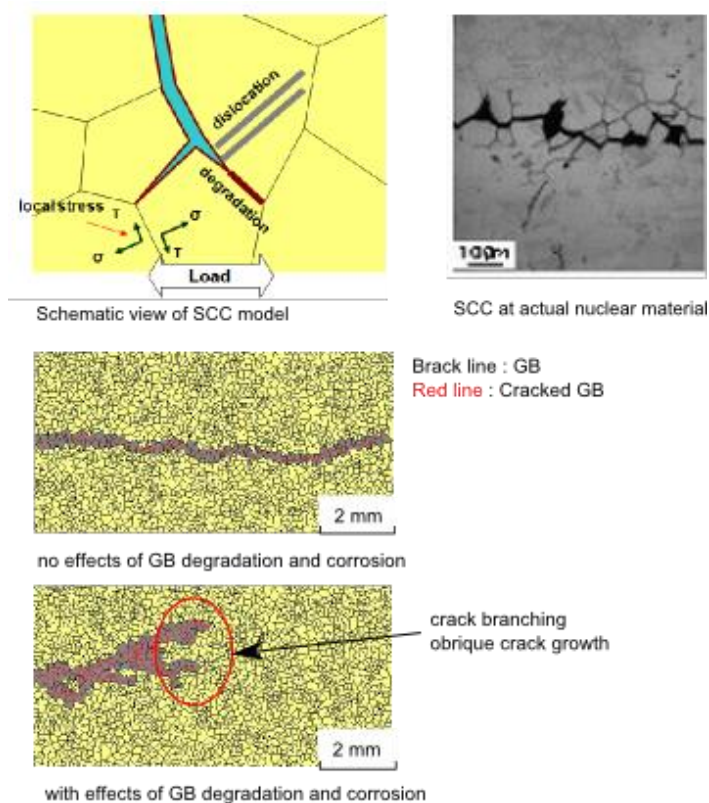 dislocation
degradation
localstress
T
σ
σ
T
Load
Schematic view of SCC model
SCC at actual nuclear material
Brack line : GB
Red line : Cracked GB
2 mm
no effects of GB degradation and corrosion
crack branching
obrique crack growth
2 mm
with effects of GB degradation and corrosion